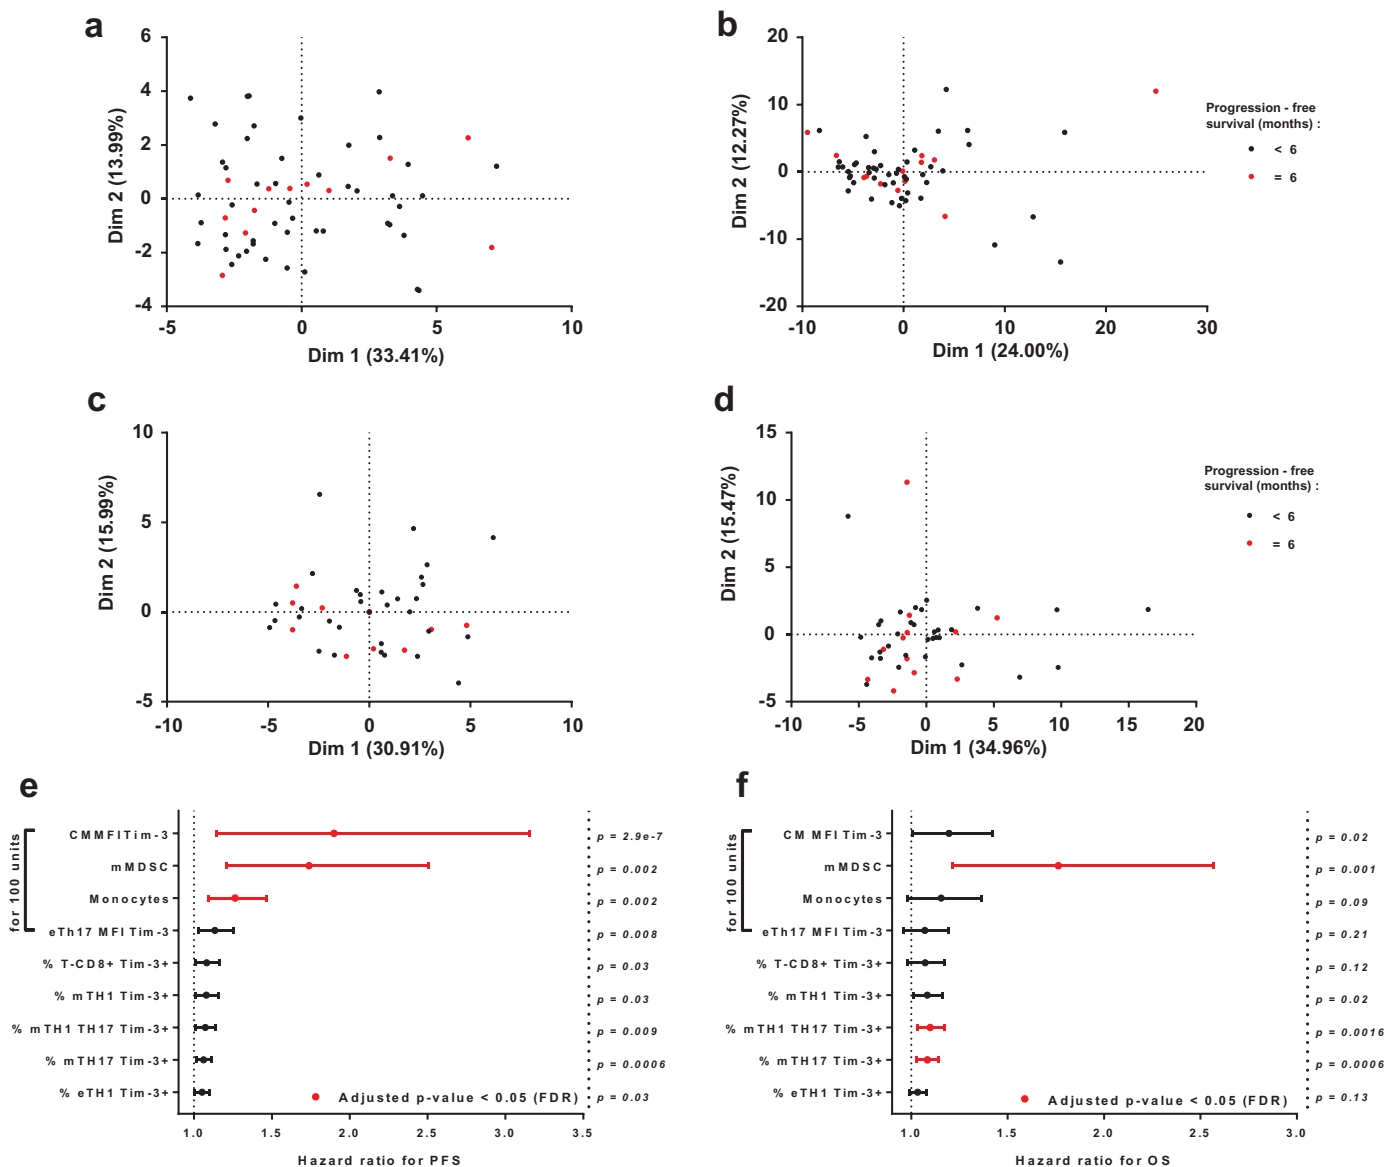 a
6
4
2
0
-2
-4
-5
0
5
10
Dim 2 (13.99%)
Dim 1 (33.41%)
b
20
10
0
-10
-20
-10
0
10
20
30
Dim 2 (12.27%)
Dim 1 (24.00%)
Progression - free
survival (months) :
< 6
= 6
c
10
5
0
-5
-10
-5
0
5
10
Dim 2 (15.99%)
Dim 1 (30.91%)
d
15
10
5
0
-5
-10
-5
0
5
10
15
20
Dim 2 (15.47%)
Dim 1 (34.96%)
Progression - free
survival (months) :
< 6
= 6
e
for 100 units
CMMFITim-3
p = 2.9e-7
mMDSC
p = 0.002
Monocytes
p = 0.002
eTh17 MFI Tim-3
p = 0.008
% T-CD8+ Tim-3+
p = 0.03
% mTH1 Tim-3+
p = 0.03
% mTH1 TH17 Tim-3+
p = 0.009
% mTH17 Tim-3+
p = 0.0006
% eTH1 Tim-3+
p = 0.03
Adjusted p-value < 0.05 (FDR)
1.0
1.5
2.0
2.5
3.0
3.5
Hazard ratio for PFS
f
for 100 units
CM MFI Tim-3
p = 0.02
mMDSC
p = 0.001
Monocytes
p = 0.09
eTh17 MFI Tim-3
p = 0.21
% T-CD8+ Tim-3+
p = 0.12
% mTH1 Tim-3+
p = 0.02
% mTH1 TH17 Tim-3+
p = 0.0016
% mTH17 Tim-3+
p = 0.0006
% eTH1 Tim-3+
p = 0.13
Adjusted p-value < 0.05 (FDR)
1.0
1.5
2.0
2.5
3.0
Hazard ratio for OS